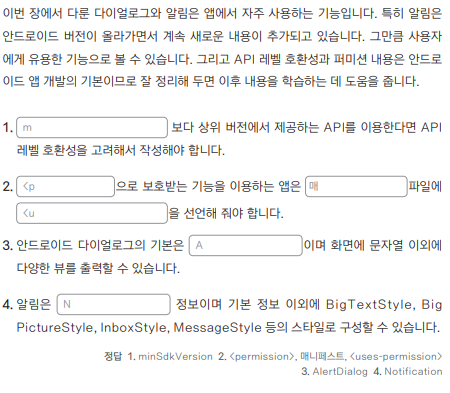 이번 장에서 다룬 다이얼로그와 알림은 앱에서 자주 사용하는 기능입니다. 특히 알림은
안드로이드 버전이 올라가면서 계속 새로운 내용이 추가되고 있습니다. 그만큼 사용자
에게 유용한 기능으로 볼 수 있습니다. 그리고 API 레벨 호환성과 퍼미션 내용은 안드로
이드 앱 개발의 기본이므로 잘 정리해 두면 이후 내용을 학습하는 데 도움을 줍니다.
1. m 보다 상위 버전에서 제공하는 API를 이용한다면 API
레벨 호환성을 고려해서 작성해야 합니다.
2. <p 으로 보호받는 기능을 이용하는 앱은 매 파일에
<u 을 선언해 줘야 합니다.
3. 안드로이드 다이얼로그의 기본은 A 이며 화면에 문자열 이외에
다양한 뷰를 출력할 수 있습니다.
4. 알림은 N 정보이며 기본 정보 이외에 BigTextStyle, Big
PictureStyle, InboxStyle, MessageStyle 등의 스타일로 구성할 수 있습니다.
정답 1. minSdkVersion 2. <permission>, 매니페스트, <uses-permission>
3. AlertDialog 4. Notification